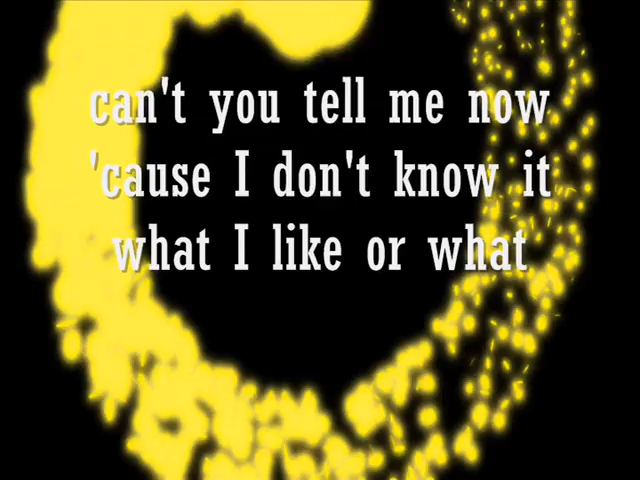 can't you tell me now
'cause I don't know it
what I like or what